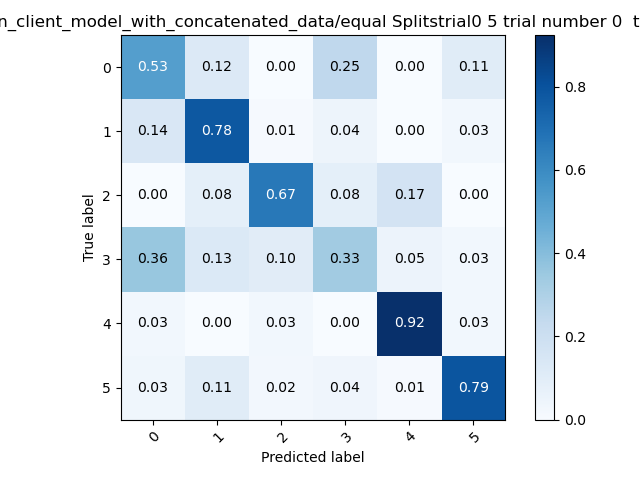 n_client_model_with_concatenated_data/equal Splitstrial0 5 trial number 0 t
0 0.53 0.12 0.00 0.25 0.00 0.11
1 0.14 0.78 0.01 0.04 0.00 0.03
2 0.00 0.08 0.67 0.08 0.17 0.00
3 0.36 0.13 0.10 0.33 0.05 0.03
4 0.03 0.00 0.03 0.00 0.92 0.03
5 0.03 0.11 0.02 0.04 0.01 0.79
0 1 2 3 4 5
Predicted label
True label
0.8
0.6
0.4
0.2
0.0